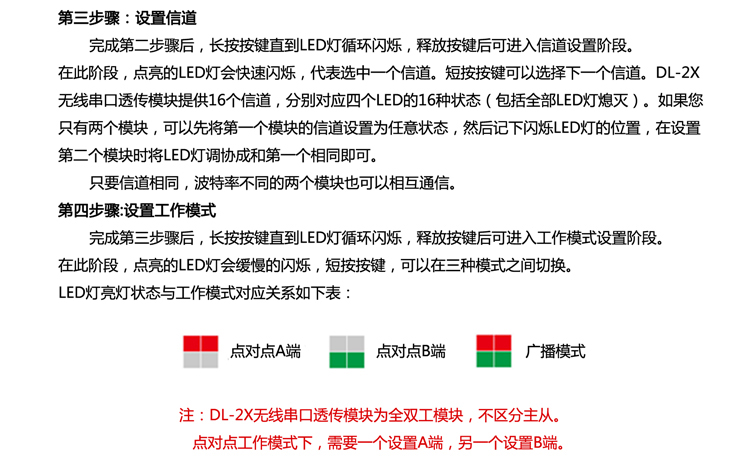 第三步骤：设置信道
完成第二步骤后，长按按键直到LED灯循环闪烁，释放按键后可进入信道设置阶段。
在此阶段，点亮的LED灯会快速闪烁，代表选中一个信道。短按按键可以选择下一个信道。DL-2X
无线串口透传模块提供16个信道，分别对应四个LED的16种状态（包括全部LED灯熄灭）。如果您
只有两个模块，可以先将第一个模块的信道设置为任意状态，然后记下闪烁LED灯的位置，在设置
第二个模块时将LED灯调协成和第一个相同即可。
只要信道相同，波特率不同的两个模块也可以相互通信。
第四步骤:设置工作模式
完成第三步骤后，长按按键直到LED灯循环闪烁，释放按键后可进入工作模式设置阶段。
在此阶段，点亮的LED灯会缓慢的闪烁，短按按键，可以在三种模式之间切换。
LED灯亮灯状态与工作模式对应关系如下表：
点对点A端 点对点B端 广播模式
注：DL-2X无线串口透传模块为全双工模块，不区分主从。
点对点工作模式下，需要一个设置A端，另一个设置B端。